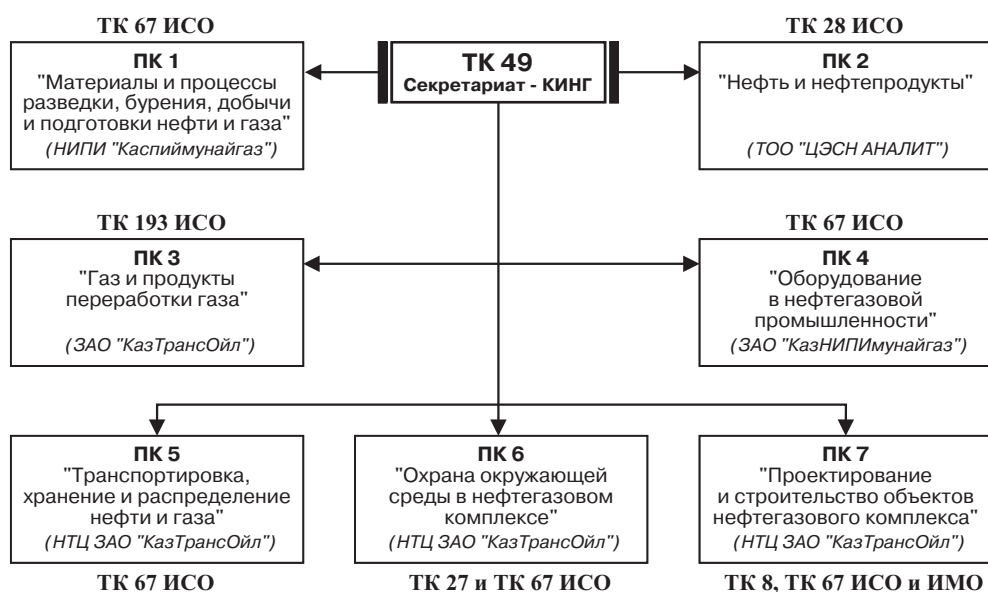 ТК 67 ИСО
ПК 1
"Материалы и процессы
разведки, бурения, добычи
и подготовки нефти и газа"
(НИПИ "Каспиймунайгаз")
ТК 49
Секретариат - КИНГ
ТК 28 ИСО
ПК 2
"Нефть и нефтепродукты"
(ТОО "ЦЭСН АНАЛИТ")
ТК 193 ИСО
ПК 3
"Газ и продукты
переработки газа"
(ЗАО "КазТрансОйл")
ТК 67 ИСО
ПК 4
"Оборудование
в нефтегазовой
промышленности"
(ЗАО "КазНИПИмунайгаз")
ПК 5
"Транспортировка,
хранение и распределение
нефти и газа"
(НТЦ ЗАО "КазТрансОйл")
ТК 67 ИСО
ПК 6
"Охрана окружающей
среды в нефтегазовом
комплексе"
(НТЦ ЗАО "КазТрансОйл")
ТК 27 и ТК 67 ИСО
ПК 7
"Проектирование
и строительство объектов
нефтегазового комплекса"
(НТЦ ЗАО "КазТрансОйл")
ТК 8, ТК 67 ИСО и ИМО